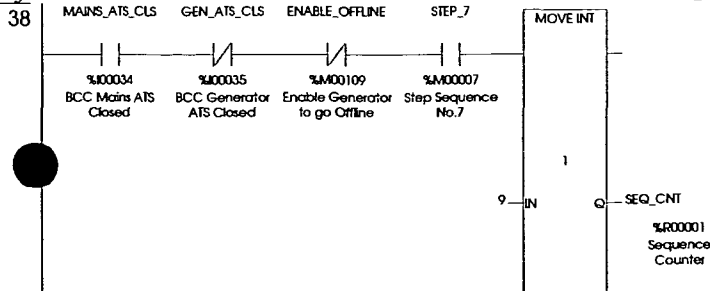 38
MAINS_ATS_CLS GEN_ATS_CLS ENABLE_OFFLINE STEP_7 MOVE INT
%I00034 %I00035 %M00109 %M00007
BCC Mains ATS Closed
BCC Generator ATS Closed
Enable Generator to go Offline
Step Sequence No.7
1
9 IN Q SEQ_CNT
%R00001
Sequence
Counter